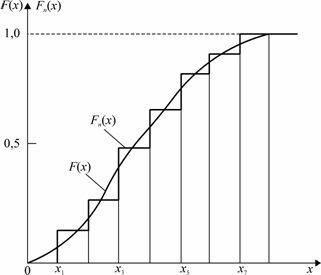 F(x) Fₙ(x)
1,0
0,5
Fₙ(x)
F(x)
0 x₁ x₃ x₅ x₇ x